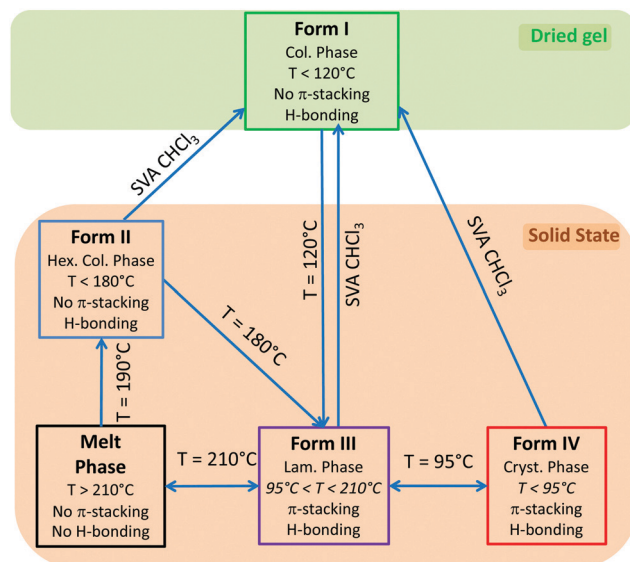 Form I
Col. Phase
T < 120°C
No π-stacking
H-bonding
Dried gel
SVA CHCl₃
T = 120°C
SVA CHCl₃
SVA CHCl₃
Solid State
Form II
Hex. Col. Phase
T < 180°C
No π-stacking
H-bonding
T = 180°C
T = 190°C
Melt
Phase
T > 210°C
No π-stacking
No H-bonding
T = 210°C
Form III
Lam. Phase
95°C < T < 210°C
π-stacking
H-bonding
T = 95°C
Form IV
Cryst. Phase
T < 95°C
π-stacking
H-bonding